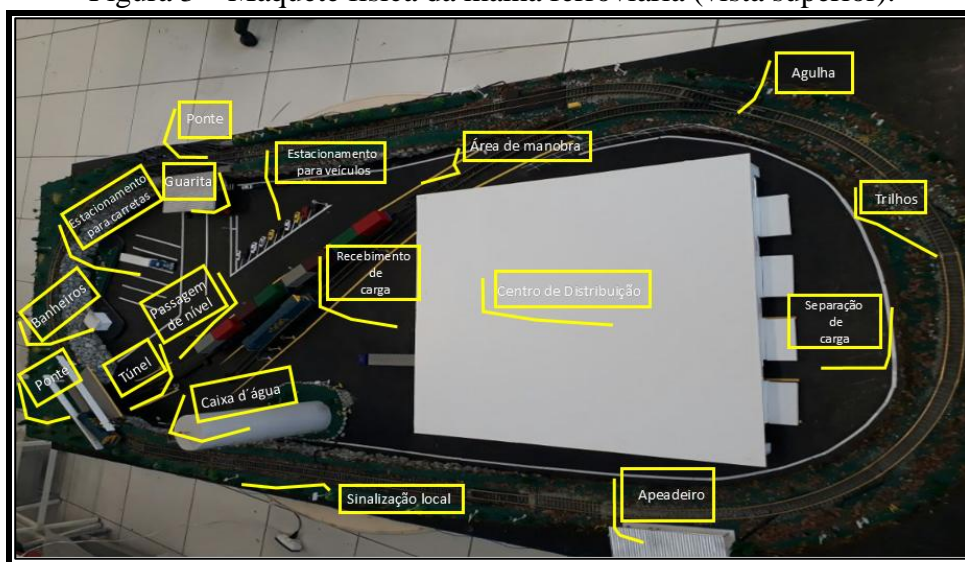 Figura 3 – Maquete física da malha ferroviária (vista superior).
Agulha
Ponte
Estacionamento
para veículos
Área de manobra
Guarita
Estacionamento
para carretas
Trilhos
Recebimento
de
carga
Centro de Distribuição
Passagem
de nível
Banheiros
Separação
de
carga
Túnel
Ponte
Caixa d´água
Sinalização local
Apeadeiro